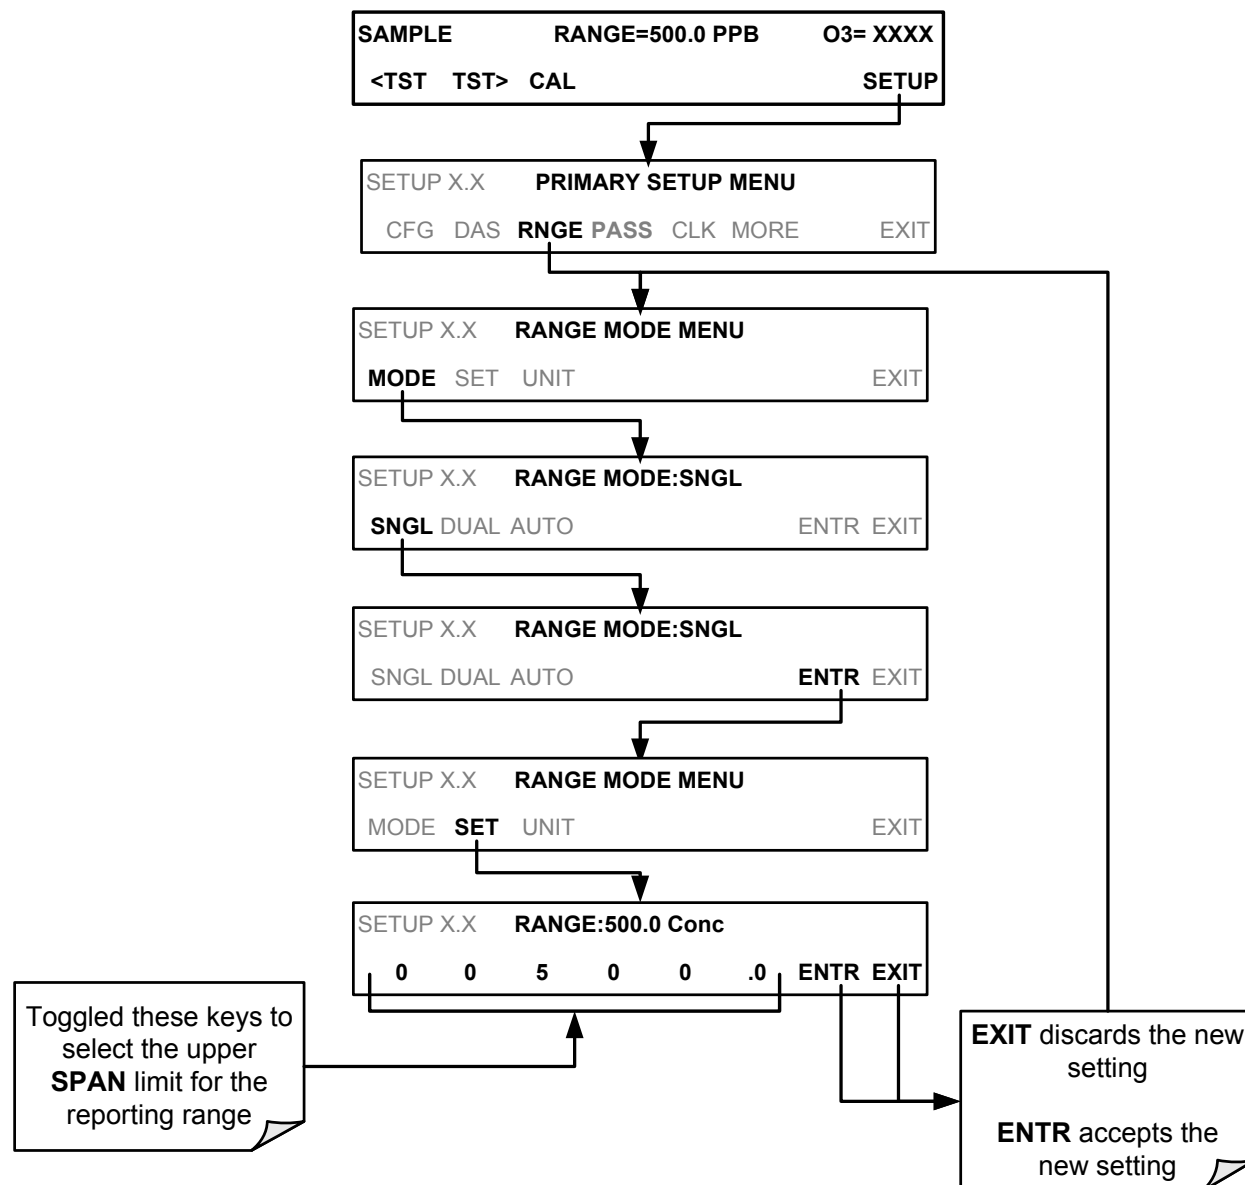 SAMPLE RANGE=500.0 PPB O3= XXXX
<TST TST> CAL SETUP
SETUP X.X PRIMARY SETUP MENU
CFG DAS RNGE PASS CLK MORE EXIT
SETUP X.X RANGE MODE MENU
MODE SET UNIT EXIT
SETUP X.X RANGE MODE:SNGL
SNGL DUAL AUTO ENTR EXIT
SETUP X.X RANGE MODE:SNGL
SNGL DUAL AUTO ENTR EXIT
SETUP X.X RANGE MODE MENU
MODE SET UNIT EXIT
SETUP X.X RANGE:500.0 Conc
0 0 5 0 0 .0 ENTR EXIT
Toggled these keys to
select the upper
SPAN limit for the
reporting range
EXIT discards the new
setting
ENTR accepts the
new setting